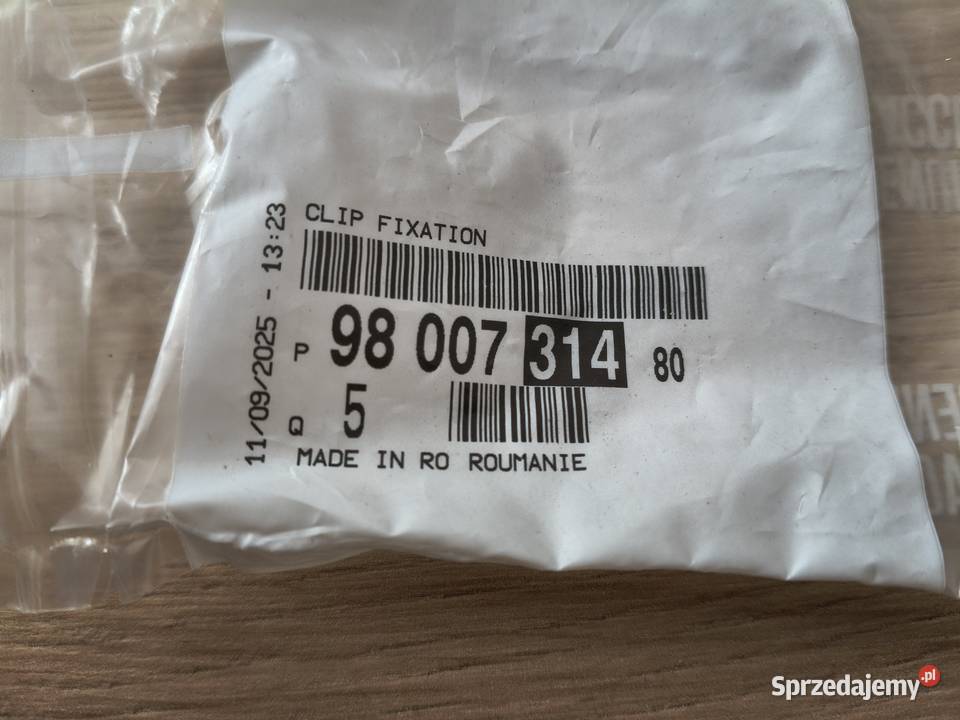 CLIP FIXATION
11/09/2025 - 13:23
P 98 007 314 80
Q 5
MADE IN RO ROUMANIE
Sprzedajemy.pl